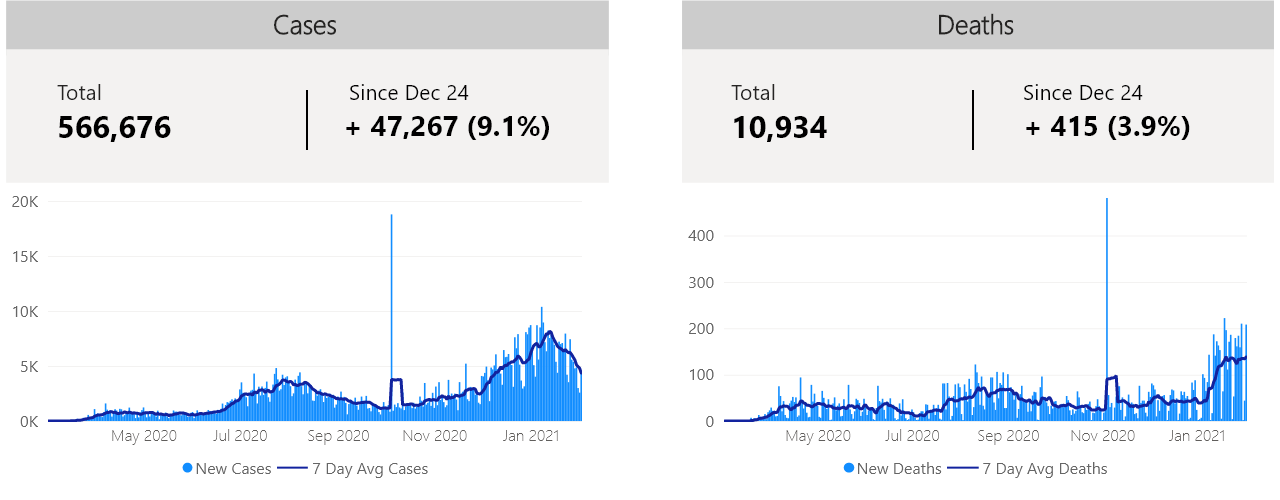 Cases
Total
566,676
Since Dec 24
+ 47,267 (9.1%)
20K
15K
10K
5K
0K
May 2020 Jul 2020 Sep 2020 Nov 2020 Jan 2021
New Cases 7 Day Avg Cases
Deaths
Total
10,934
Since Dec 24
+ 415 (3.9%)
400
300
200
100
0
May 2020 Jul 2020 Sep 2020 Nov 2020 Jan 2021
New Deaths 7 Day Avg Deaths